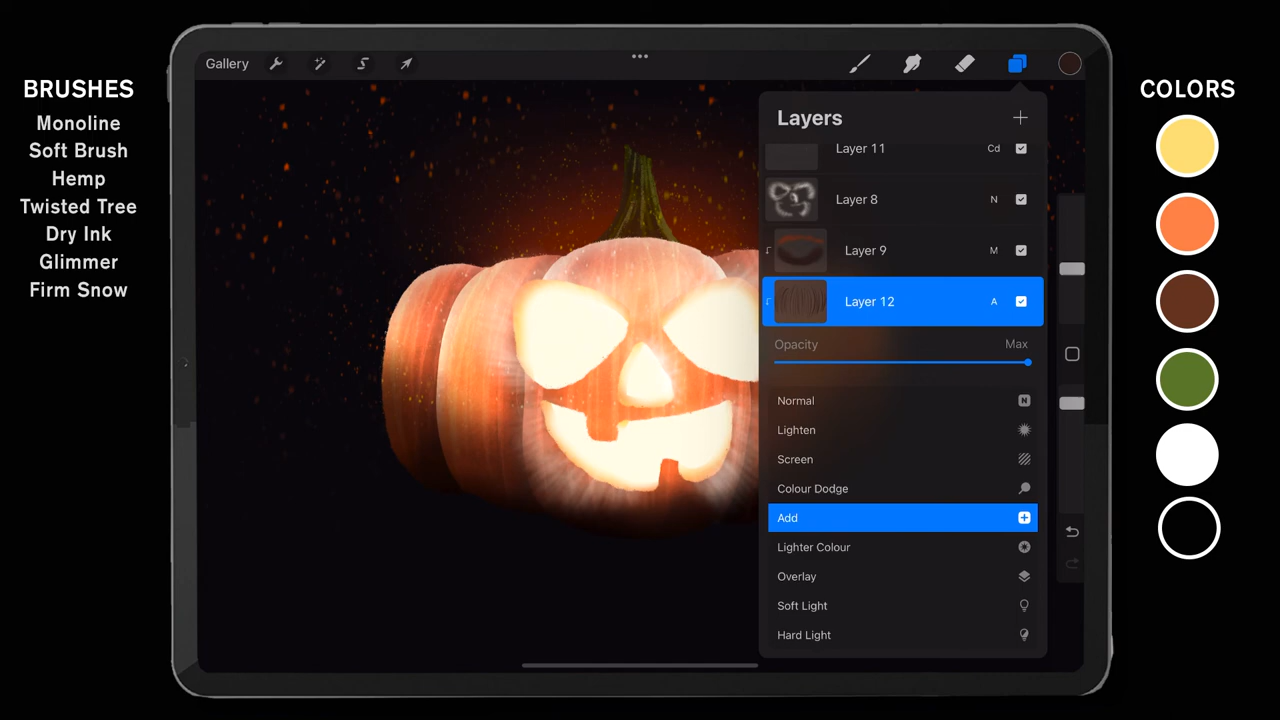 BRUSHES
Monoline
Soft Brush
Hemp
Twisted Tree
Dry Ink
Glimmer
Firm Snow
Gallery
Layers
Layer 11 Cd
Layer 8 N
Layer 9 M
Layer 12 A
Opacity Max
Normal N
Lighten
Screen
Colour Dodge
Add
Lighter Colour
Overlay
Soft Light
Hard Light
COLORS